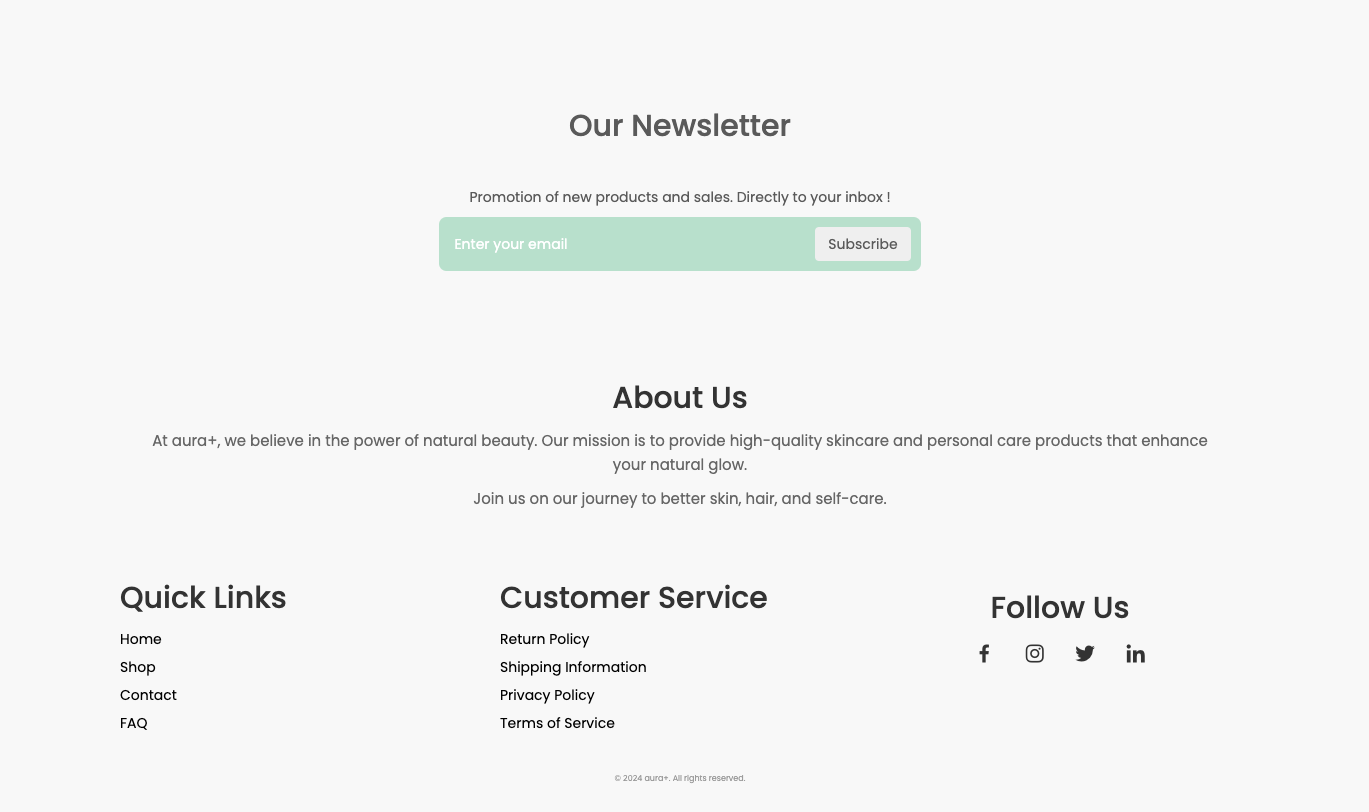 Our Newsletter
Promotion of new products and sales. Directly to your inbox !
Enter your email
Subscribe
About Us
At aura+, we believe in the power of natural beauty. Our mission is to provide high-quality skincare and personal care products that enhance
your natural glow.
Join us on our journey to better skin, hair, and self-care.
Quick Links
Home
Shop
Contact
FAQ
Customer Service
Return Policy
Shipping Information
Privacy Policy
Terms of Service
Follow Us
© 2024 aura+. All rights reserved.